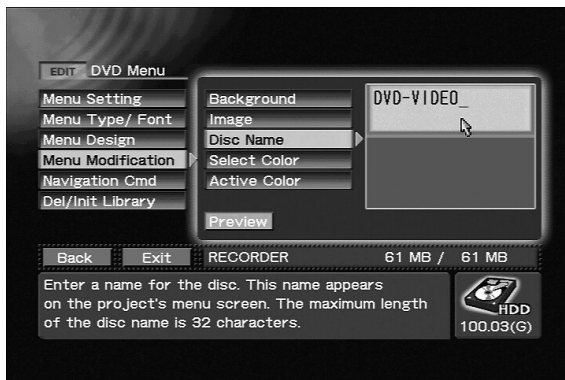 EDIT DVD Menu
Menu Setting
Menu Type/ Font
Menu Design
Menu Modification
Navigation Cmd
Del/Init Library
Background
Image
Disc Name
Select Color
Active Color
Preview
DVD-VIDEO_
Back Exit RECORDER 61 MB / 61 MB
Enter a name for the disc. This name appears
on the project's menu screen. The maximum length
of the disc name is 32 characters.
HDD
100.03(G)